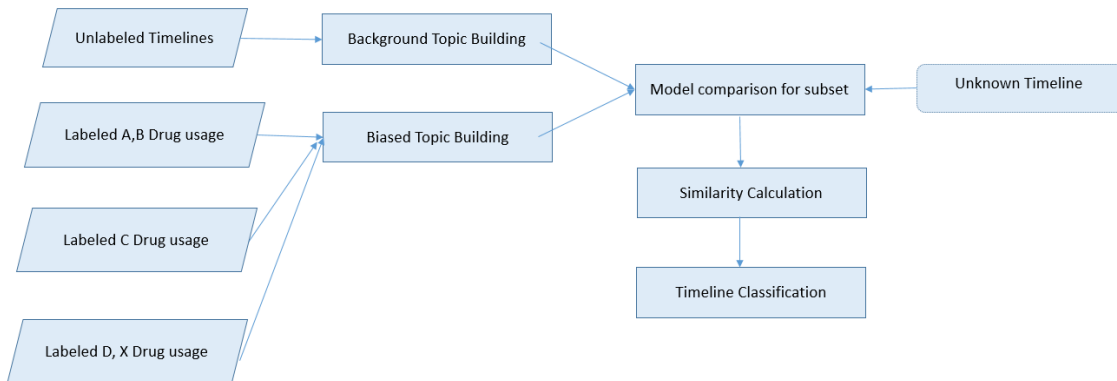 Unlabeled Timelines
Background Topic Building
Model comparison for subset
Unknown Timeline
Labeled A,B Drug usage
Biased Topic Building
Similarity Calculation
Labeled C Drug usage
Timeline Classification
Labeled D, X Drug usage